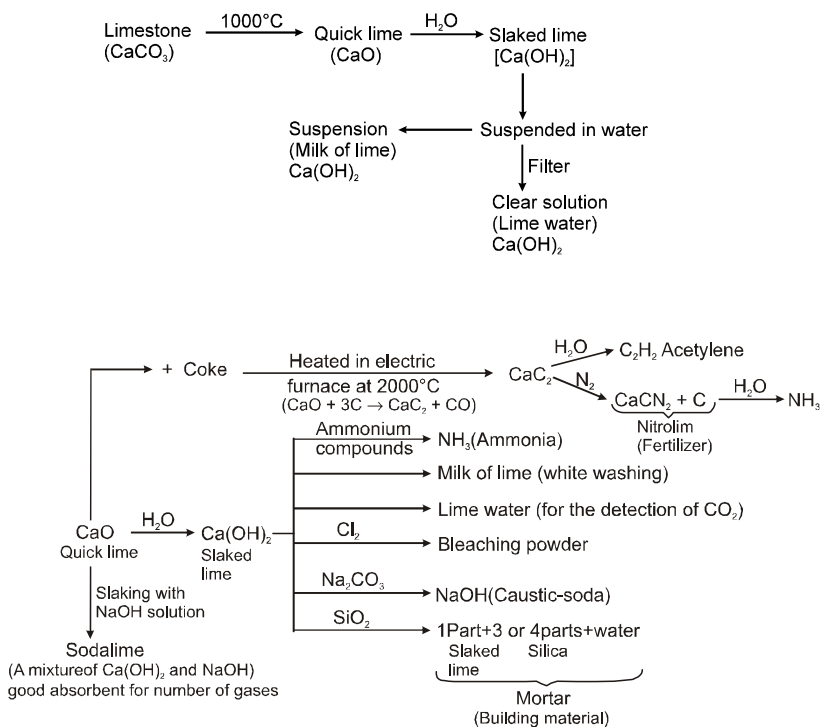 Limestone 1000°C Quick lime H₂O Slaked lime
(CaCO₃) (CaO) [Ca(OH)₂]
Suspension Suspended in water
(Milk of lime)
Ca(OH)₂ Filter
Clear solution
(Lime water)
Ca(OH)₂
+ Coke Heated in electric CaC₂ H₂O C₂H₂ Acetylene
furnace at 2000°C N₂ CaCN₂ + C H₂O NH₃
(CaO + 3C → CaC₂ + CO) Nitrolim
(Fertilizer)
Ammonium NH₃(Ammonia)
compounds
Milk of lime (white washing)
Lime water (for the detection of CO₂)
CaO H₂O Ca(OH)₂ Cl₂ Bleaching powder
Quick lime Slaked
lime
Slaking with
NaOH solution
Na₂CO₃ NaOH(Caustic-soda)
SiO₂ 1Part+3 or 4parts+water
Slaked Silica
lime
Sodalime
(A mixtureof Ca(OH)₂ and NaOH)
good absorbent for number of gases
Mortar
(Building material)